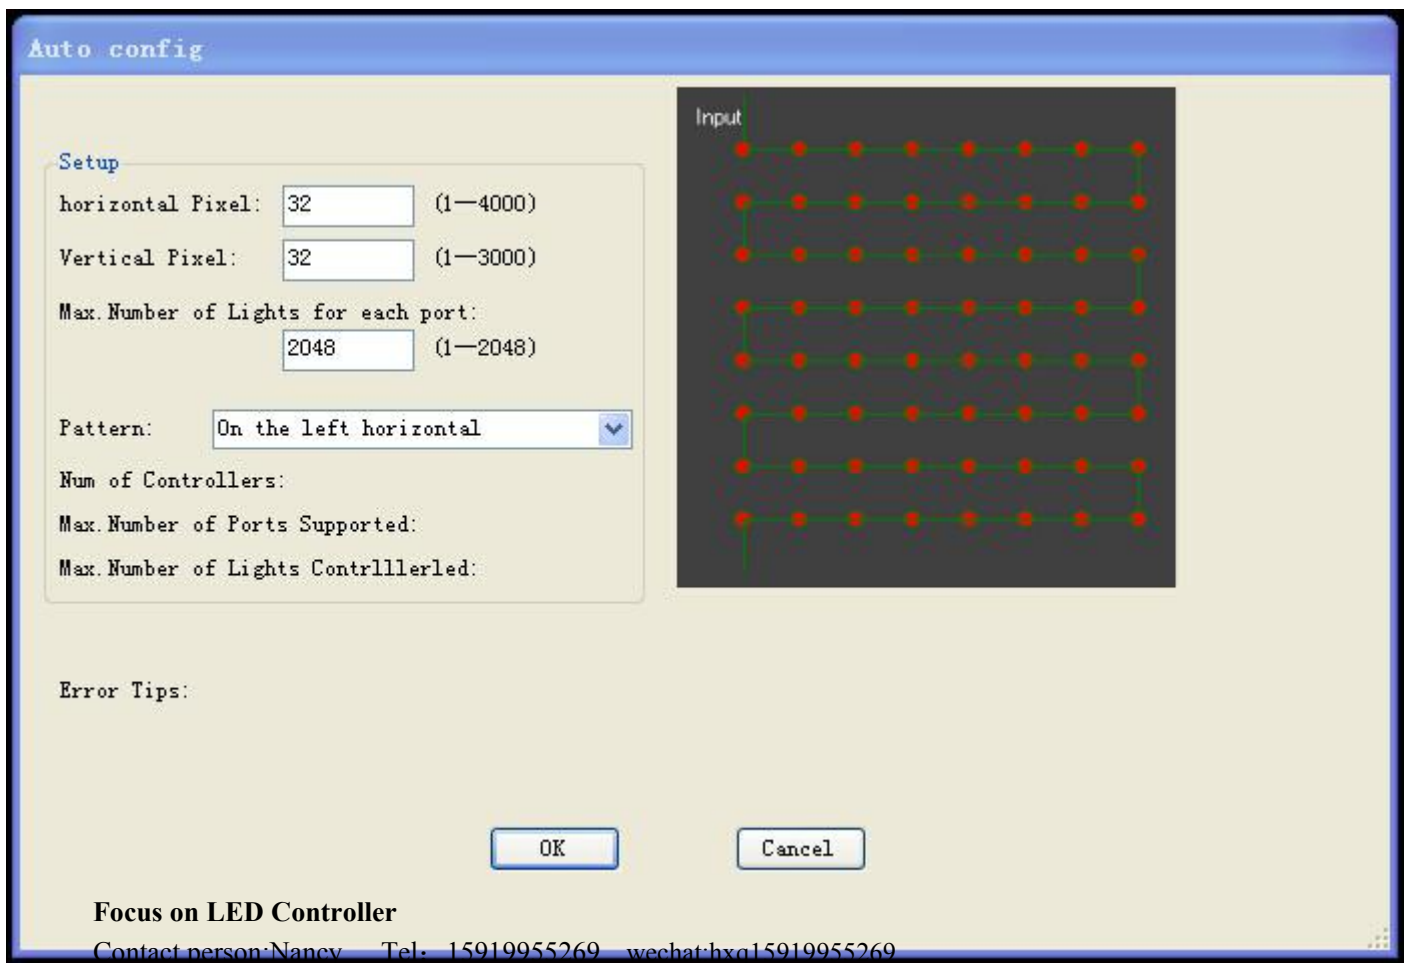 Auto config
Input
Setup
horizontal Pixel: 32 (1—4000)
Vertical Pixel: 32 (1—3000)
Max.Number of Lights for each port:
2048 (1—2048)
Pattern: On the left horizontal
Num of Controllers:
Max.Number of Ports Supported:
Max.Number of Lights Contrlllerled:
Error Tips:
OK Cancel
Focus on LED Controller
Contact person:Nancy Tel：15919955269 wechat:hxq15919955269